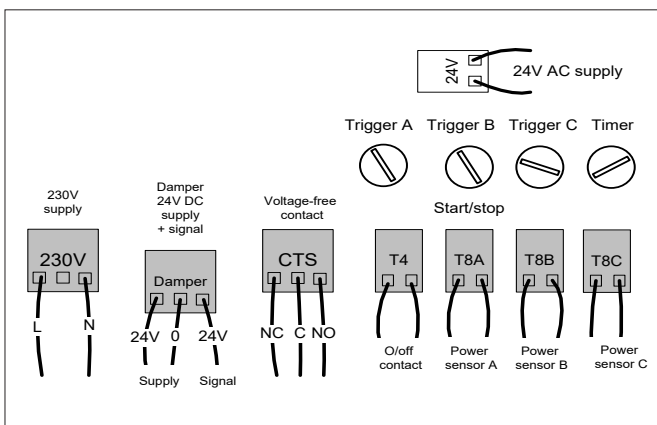 24V
24V AC supply
Trigger A
Trigger B
Trigger C
Timer
Start/stop
230V
supply
Damper
24V DC
supply
+ signal
Voltage-free
contact
230V
Damper
CTS
T4
T8A
T8B
T8C
L
N
24V
0
24V
NC
C
NO
Supply
Signal
O/off
contact
Power
sensor A
Power
sensor B
Power
sensor C